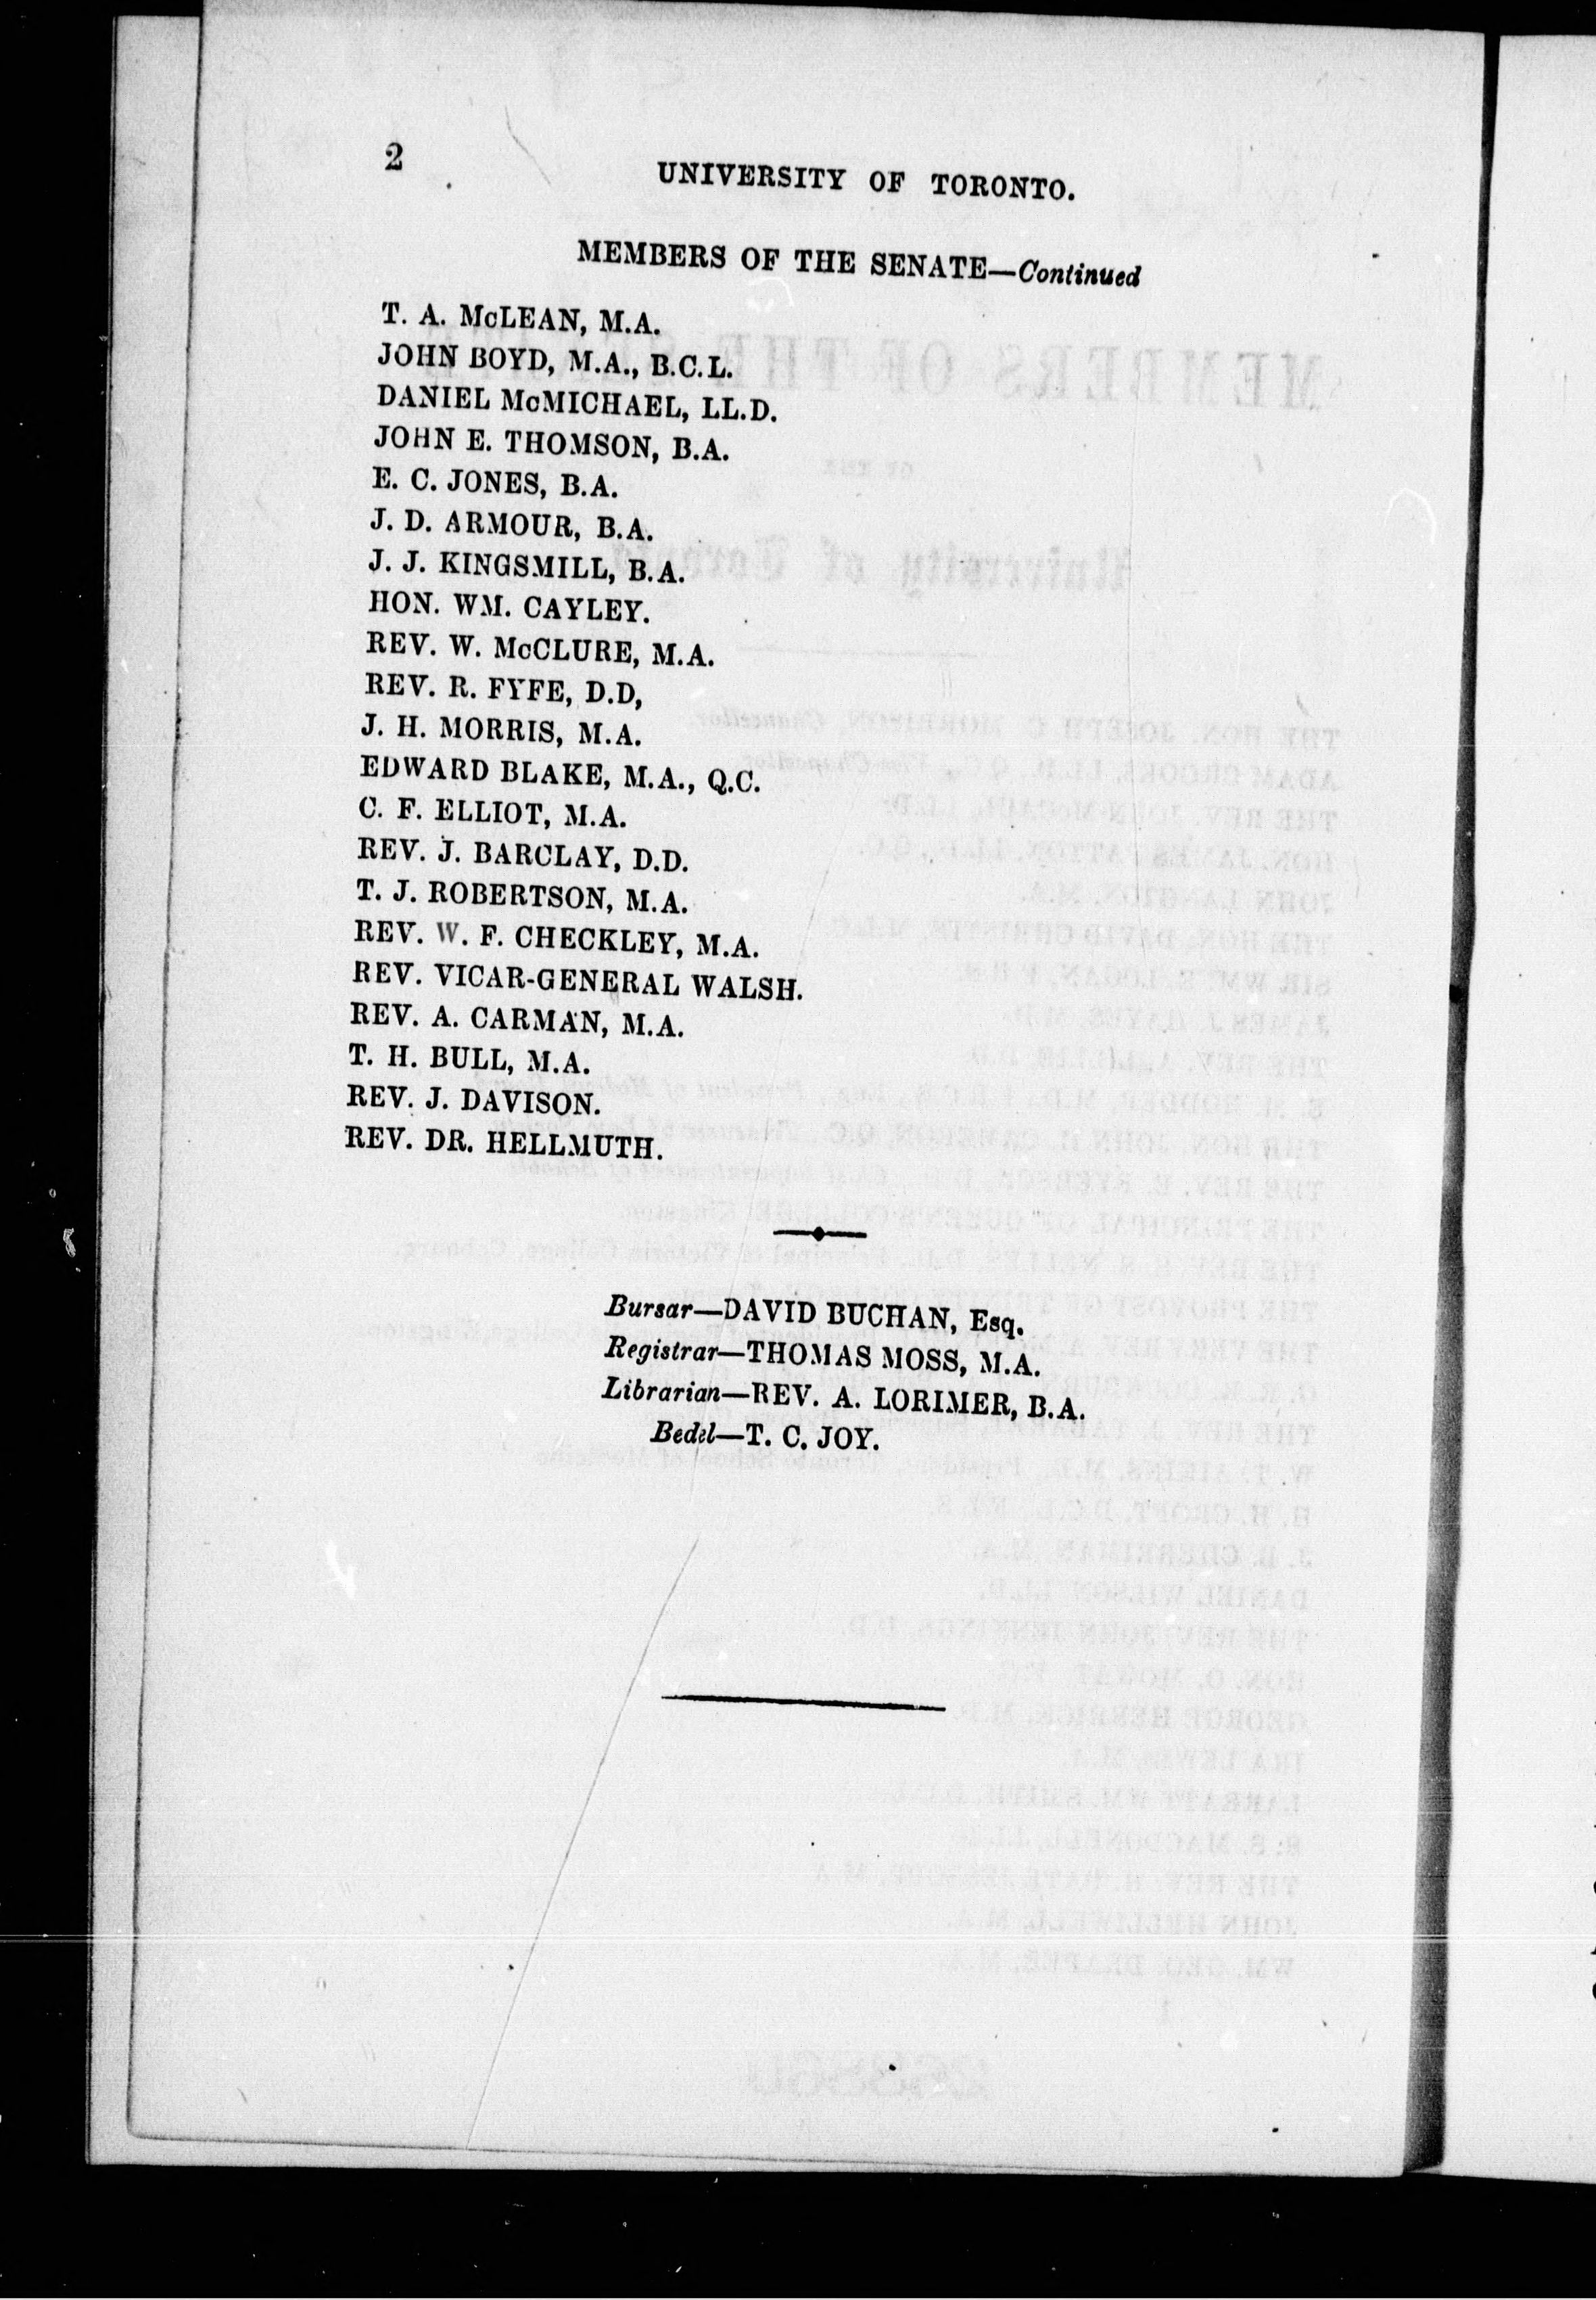 2
UNIVERSITY OF TORONTO.
MEMBERS OF THE SENATE—Continued
T. A. McLEAN, M.A.
JOHN BOYD, M.A., B.C.L.
DANIEL McMICHAEL, LL.D.
JOHN E. THOMSON, B.A.
E. C. JONES, B.A.
J. D. ARMOUR, B.A.
J. J. KINGSMILL, B.A.
HON. WM. CAYLEY.
REV. W. McCLURE, M.A.
REV. R. FYFE, D.D,
J. H. MORRIS, M.A.
EDWARD BLAKE, M.A., Q.C.
C. F. ELLIOT, M.A.
REV. J. BARCLAY, D.D.
T. J. ROBERTSON, M.A.
REV. W. F. CHECKLEY, M.A.
REV. VICAR-GENERAL WALSH.
REV. A. CARMAN, M.A.
T. H. BULL, M.A.
REV. J. DAVISON.
REV. DR. HELLMUTH.
Bursar—DAVID BUCHAN, Esq.
Registrar—THOMAS MOSS, M.A.
Librarian—REV. A. LORIMER, B.A.
Bedel—T. C. JOY.